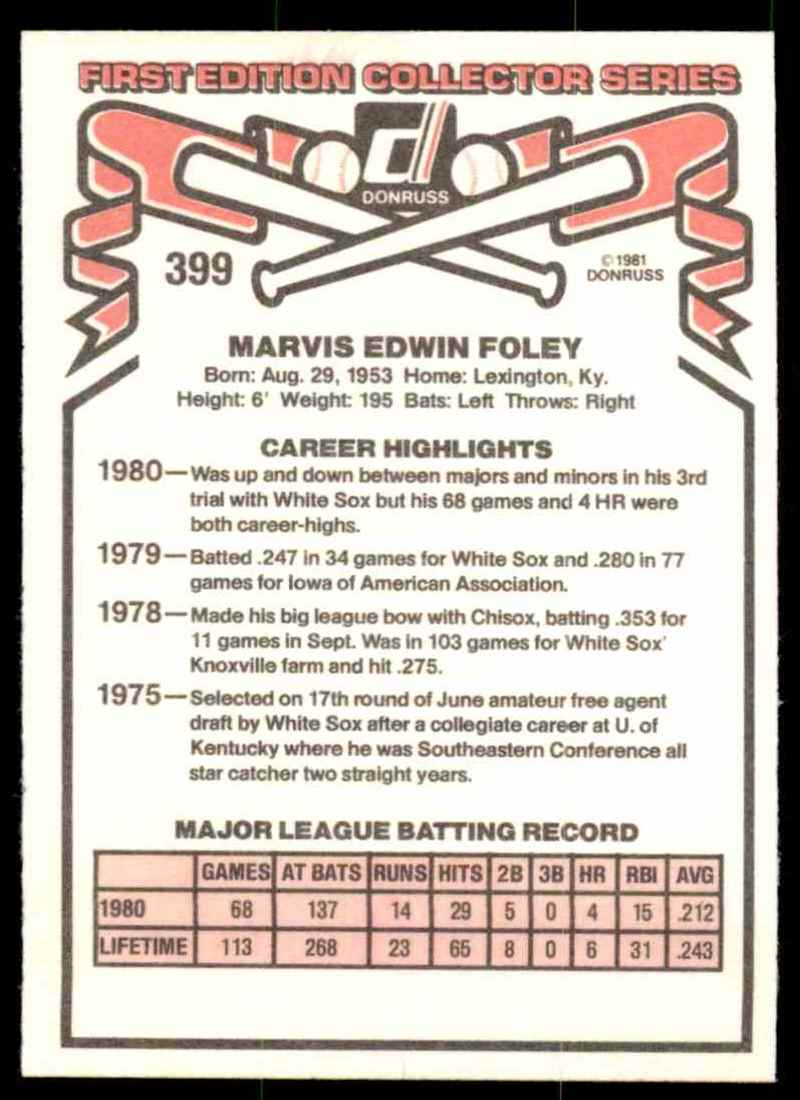 FIRST EDITION COLLECTOR SERIES
d
DONRUSS
399
© 1981
DONRUSS
MARVIS EDWIN FOLEY
Born: Aug. 29, 1953 Home: Lexington, Ky.
Height: 6' Weight: 195 Bats: Left Throws: Right
CAREER HIGHLIGHTS
1980—Was up and down between majors and minors in his 3rd
trial with White Sox but his 68 games and 4 HR were
both career-highs.
1979—Batted .247 in 34 games for White Sox and .280 in 77
games for Iowa of American Association.
1978—Made his big league bow with Chisox, batting .353 for
11 games in Sept. Was in 103 games for White Sox'
Knoxville farm and hit .275.
1975—Selected on 17th round of June amateur free agent
draft by White Sox after a collegiate career at U. of
Kentucky where he was Southeastern Conference all
star catcher two straight years.
MAJOR LEAGUE BATTING RECORD
GAMES AT BATS RUNS HITS 2B 3B HR RBI AVG
1980 68 137 14 29 5 0 4 15 .212
LIFETIME 113 268 23 65 8 0 6 31 .243